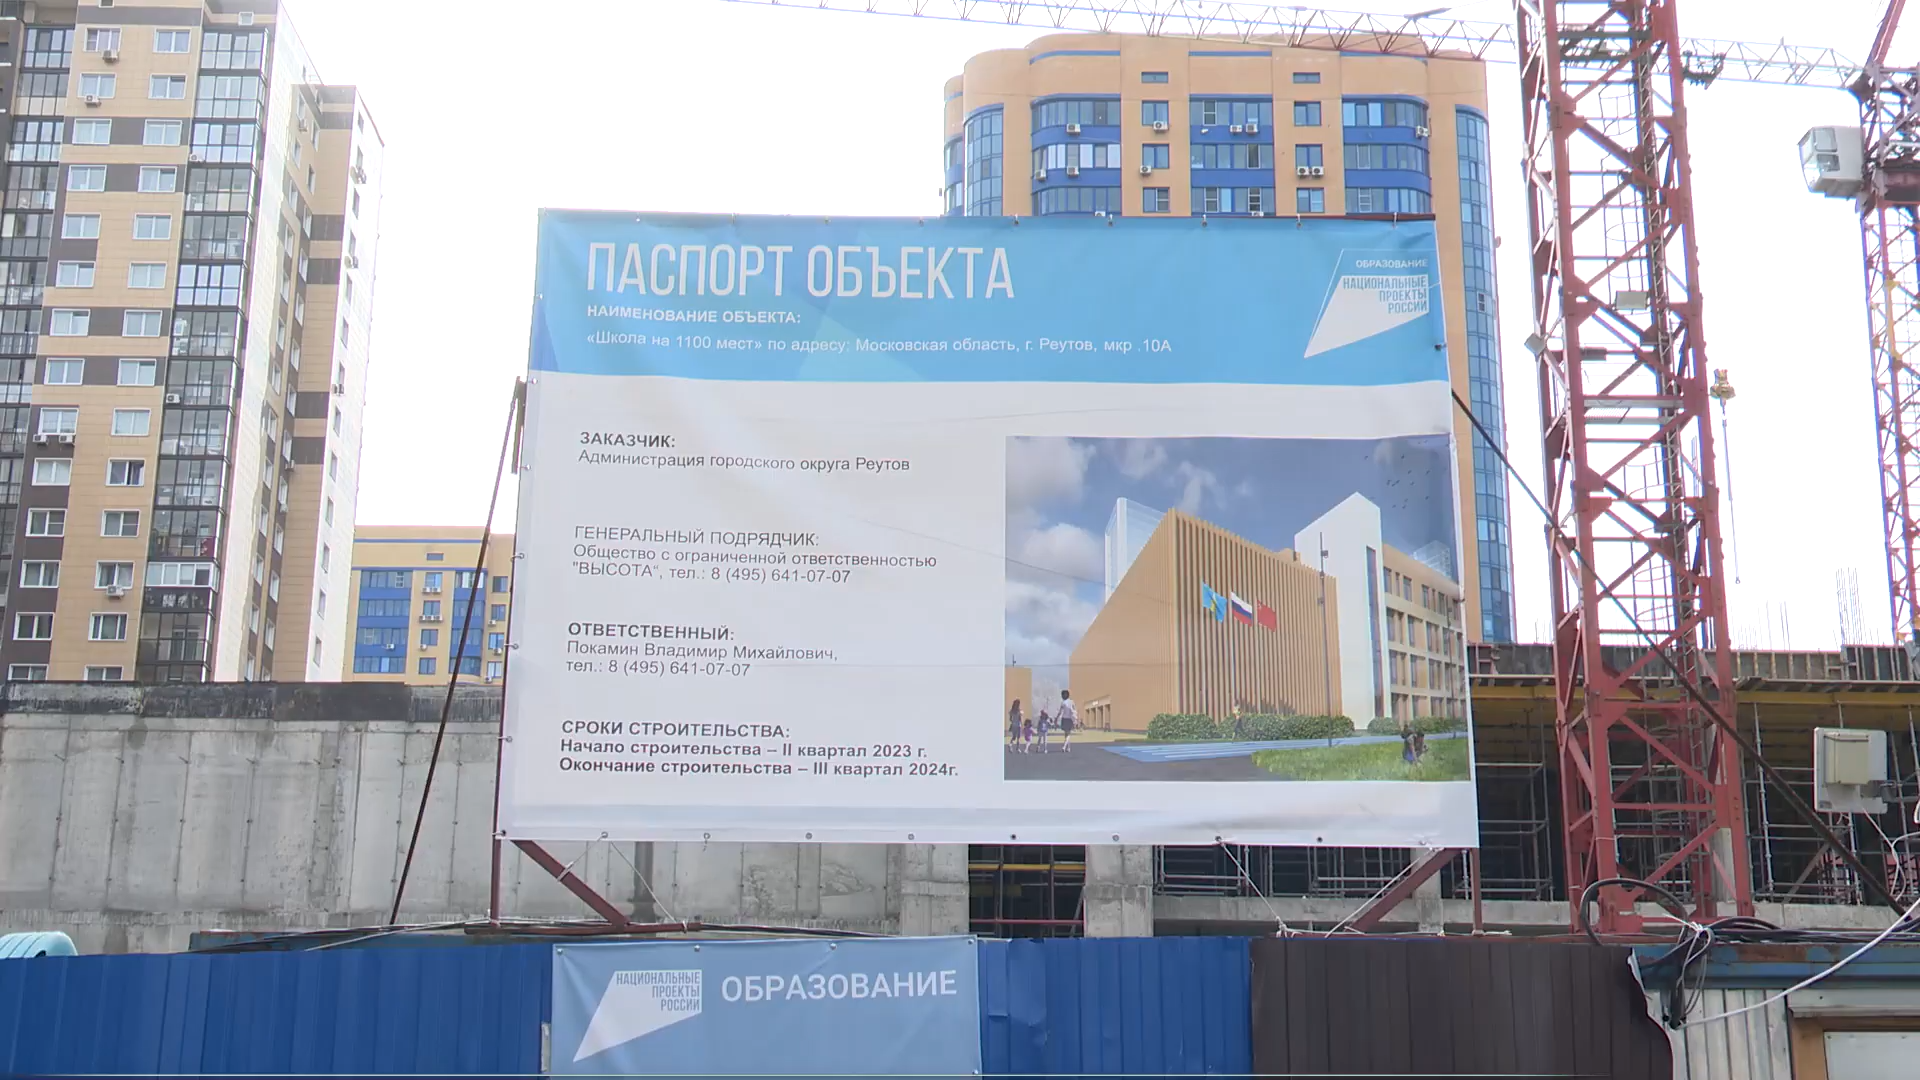 ПАСПОРТ ОБЪЕКТА
НАИМЕНОВАНИЕ ОБЪЕКТА:
«Школа на 1100 мест» по адресу: Московская область, г. Реутов, мкр .10А
ОБРАЗОВАНИЕ
НАЦИОНАЛЬНЫЕ
ПРОЕКТЫ
РОССИИ
ЗАКАЗЧИК:
Администрация городского округа Реутов
ГЕНЕРАЛЬНЫЙ ПОДРЯДЧИК:
Общество с ограниченной ответственностью
"ВЫСОТА“, тел.: 8 (495) 641-07-07
ОТВЕТСТВЕННЫЙ:
Покамин Владимир Михайлович,
тел.: 8 (495) 641-07-07
СРОКИ СТРОИТЕЛЬСТВА:
Начало строительства – II квартал 2023 г.
Окончание строительства – III квартал 2024г.
НАЦИОНАЛЬНЫЕ
ПРОЕКТЫ
РОССИИ
ОБРАЗОВАНИЕ